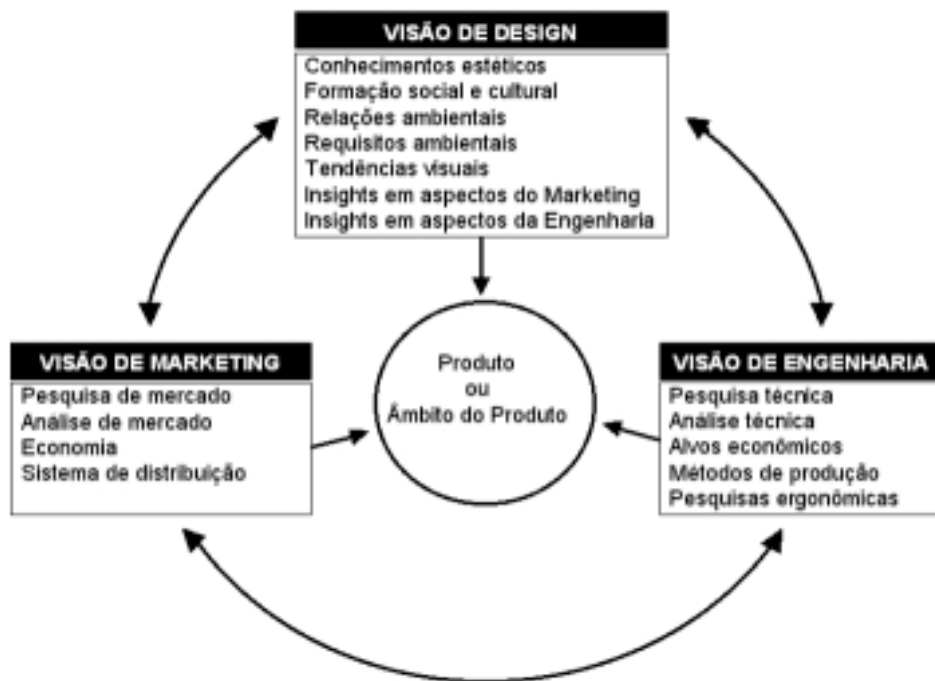 VISÃO DE DESIGN
Conhecimentos estéticos
Formação social e cultural
Relações ambientais
Requisitos ambientais
Tendências visuais
Insights em aspectos do Marketing
Insights em aspectos da Engenharia
VISÃO DE MARKETING
Pesquisa de mercado
Análise de mercado
Economia
Sistema de distribuição
Produto
ou
Âmbito do Produto
VISÃO DE ENGENHARIA
Pesquisa técnica
Análise técnica
Alvos econômicos
Métodos de produção
Pesquisas ergonômicas